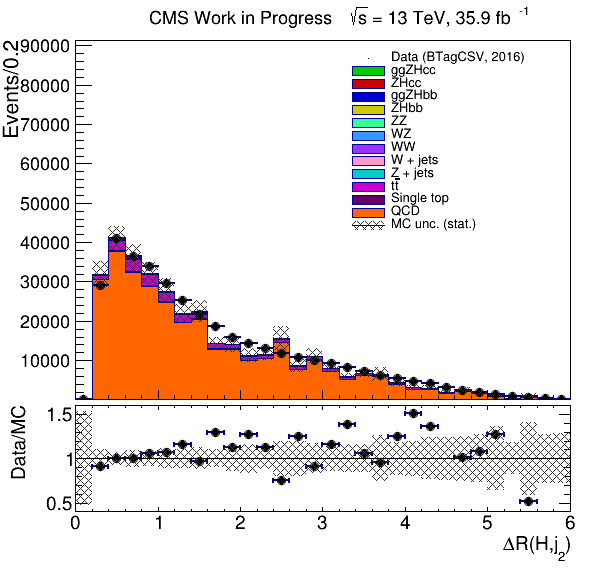 CMS Work in Progress √s = 13 TeV, 35.9 fb⁻¹
Events/0.2
90000
80000
70000
60000
50000
40000
30000
20000
10000
Data (BTagCSV, 2016)
ggZHcc
ZHcc
ggZHbb
ZHbb
ZZ
WZ
WW
W + jets
Z + jets
tt̅
Single top
QCD
MC unc. (stat.)
Data/MC
1.5
1
0.5
0 1 2 3 4 5 6
ΔR(H,j₂)